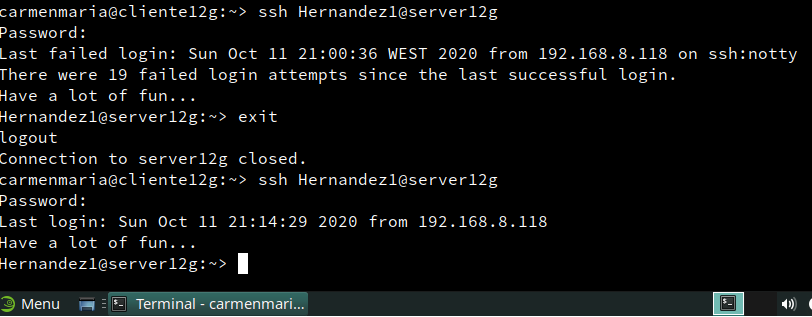 carmenmaria@cliente12g:~> ssh Hernandez1@server12g
Password:
Last failed login: Sun Oct 11 21:00:36 WEST 2020 from 192.168.8.118 on ssh:notty
There were 19 failed login attempts since the last successful login.
Have a lot of fun...
Hernandez1@server12g:~> exit
logout
Connection to server12g closed.
carmenmaria@cliente12g:~> ssh Hernandez1@server12g
Password:
Last login: Sun Oct 11 21:14:29 2020 from 192.168.8.118
Have a lot of fun...
Hernandez1@server12g:~>
Menu Terminal - carmenmari...